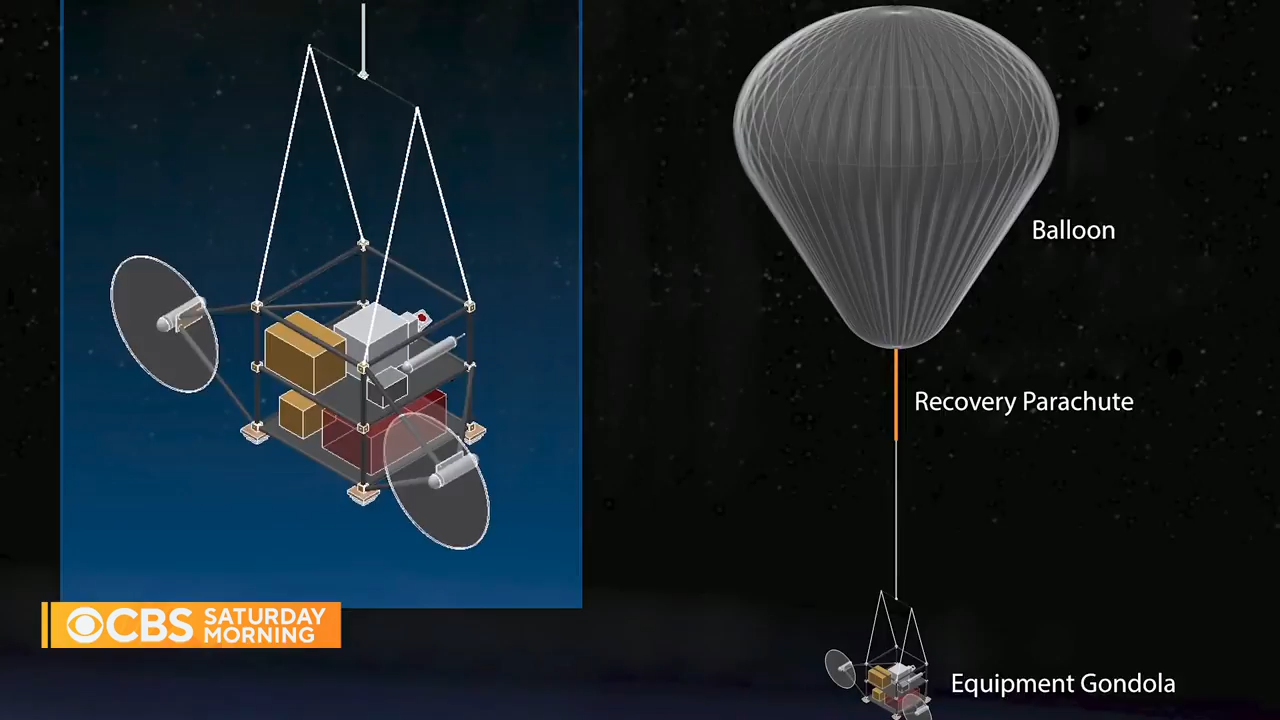 Balloon
Recovery Parachute
CBS SATURDAY
MORNING
Equipment Gondola